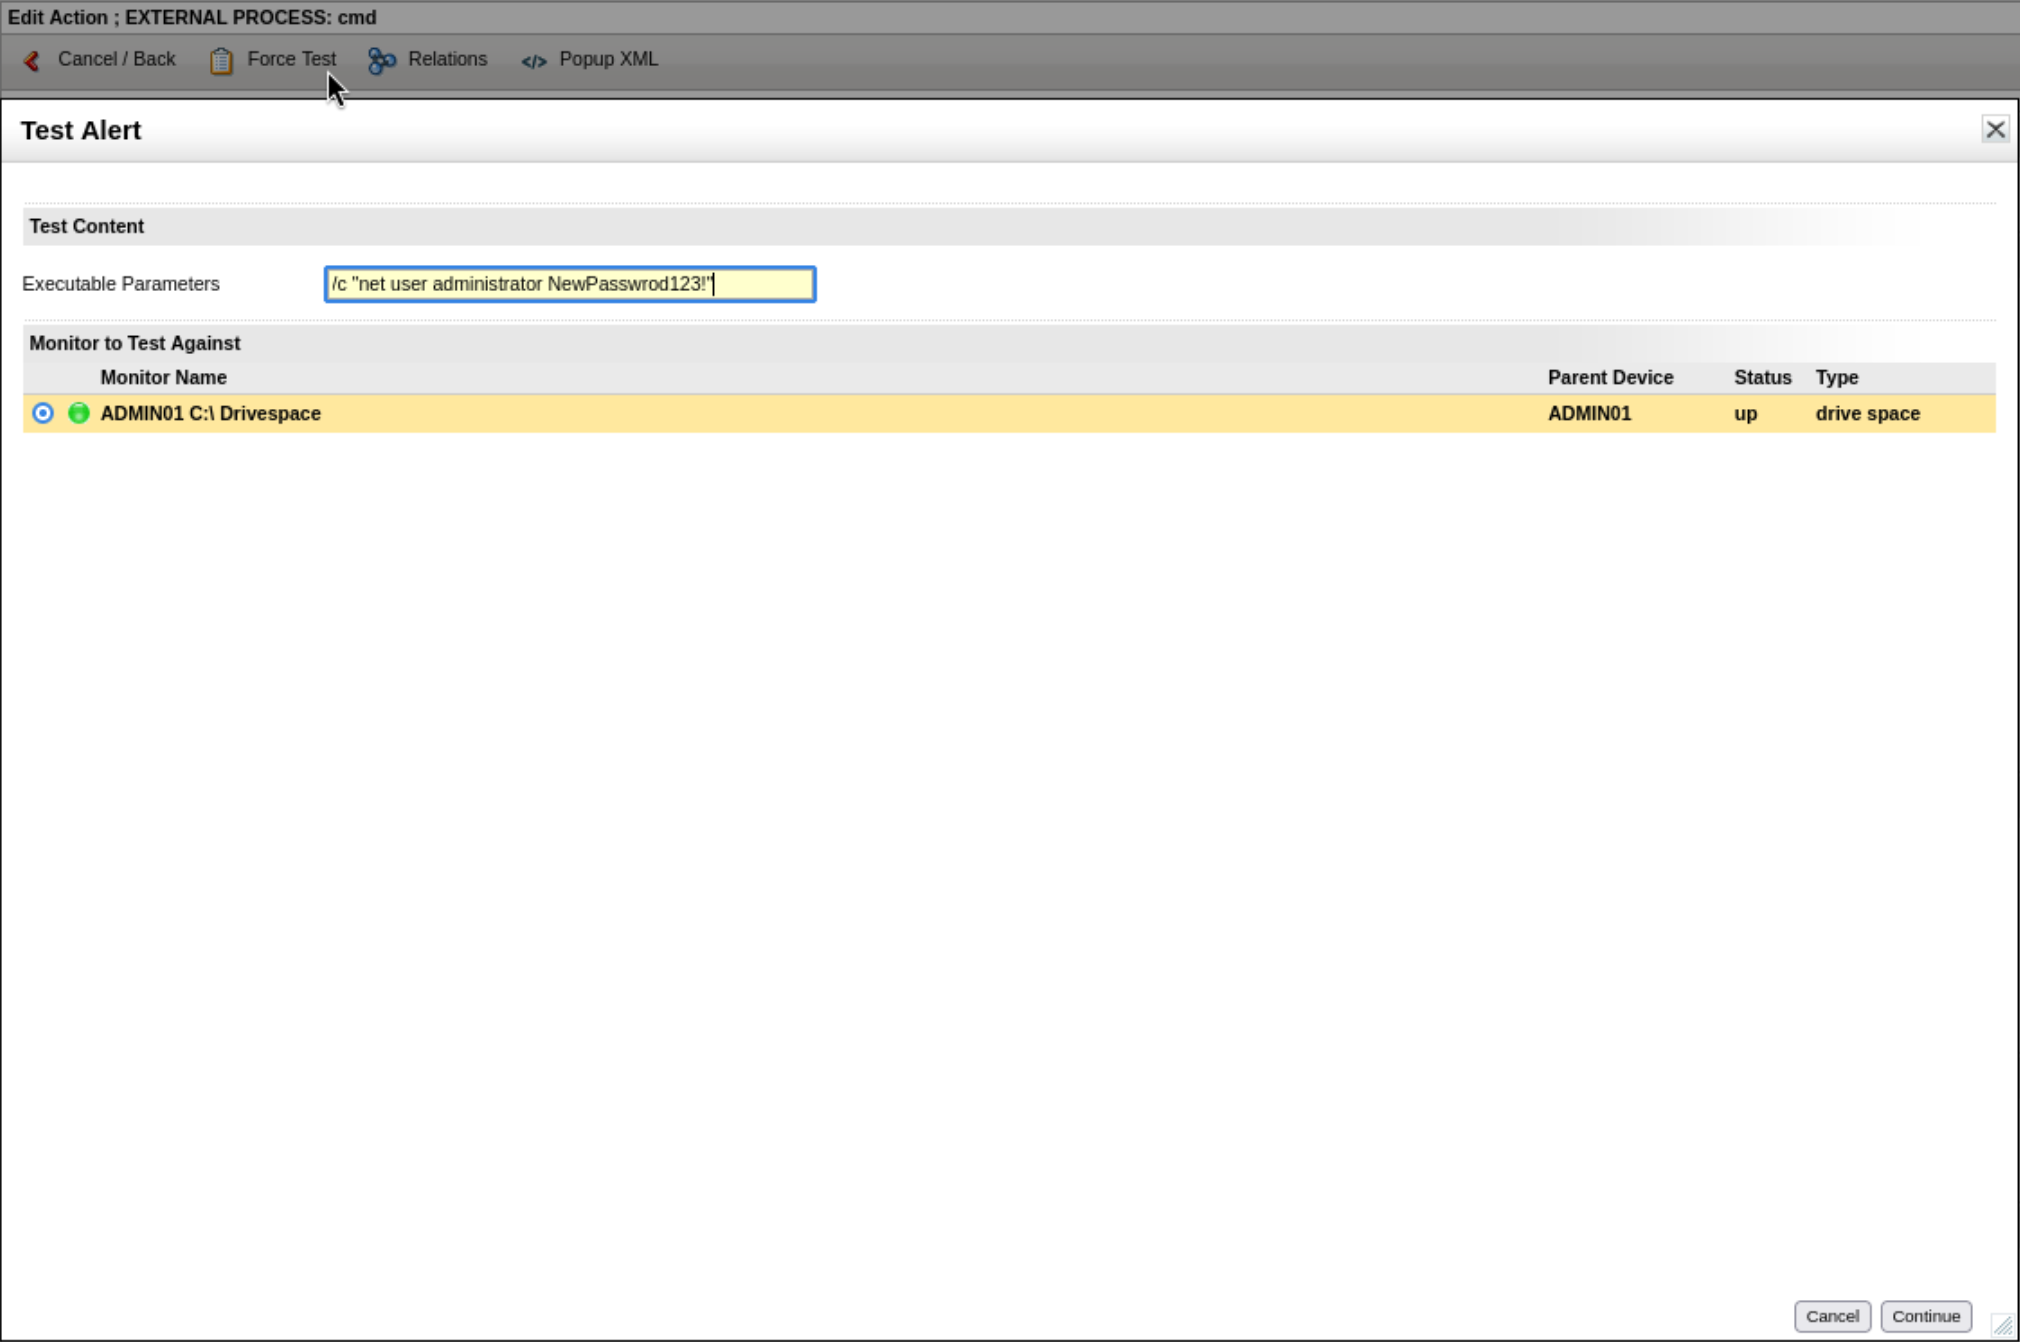 Edit Action ; EXTERNAL PROCESS: cmd
Cancel / Back Force Test Relations </> Popup XML
Test Alert
Test Content
Executable Parameters /c "net user administrator NewPasswrod123!"
Monitor to Test Against
Monitor Name Parent Device Status Type
ADMIN01 C:\ Drivespace ADMIN01 up drive space
Cancel Continue